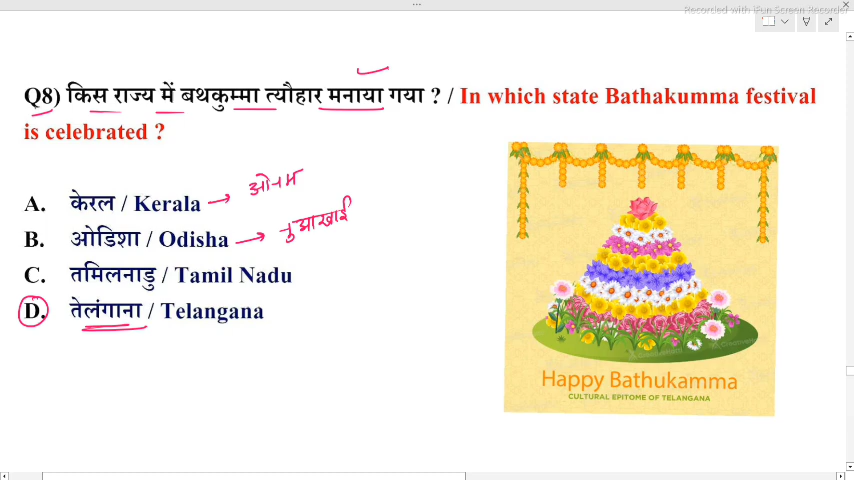 Recorded with iFun Screen Recorder
Q8) किस राज्य में बथकुम्मा त्यौहार मनाया गया ? / In which state Bathakumma festival
is celebrated ?
A. केरल / Kerala → ओनम
B. ओडिशा / Odisha → नुआखाई
C. तमिलनाडु / Tamil Nadu
D. तेलंगाना / Telangana
Happy Bathukamma
CULTURAL EPITOME OF TELANGANA